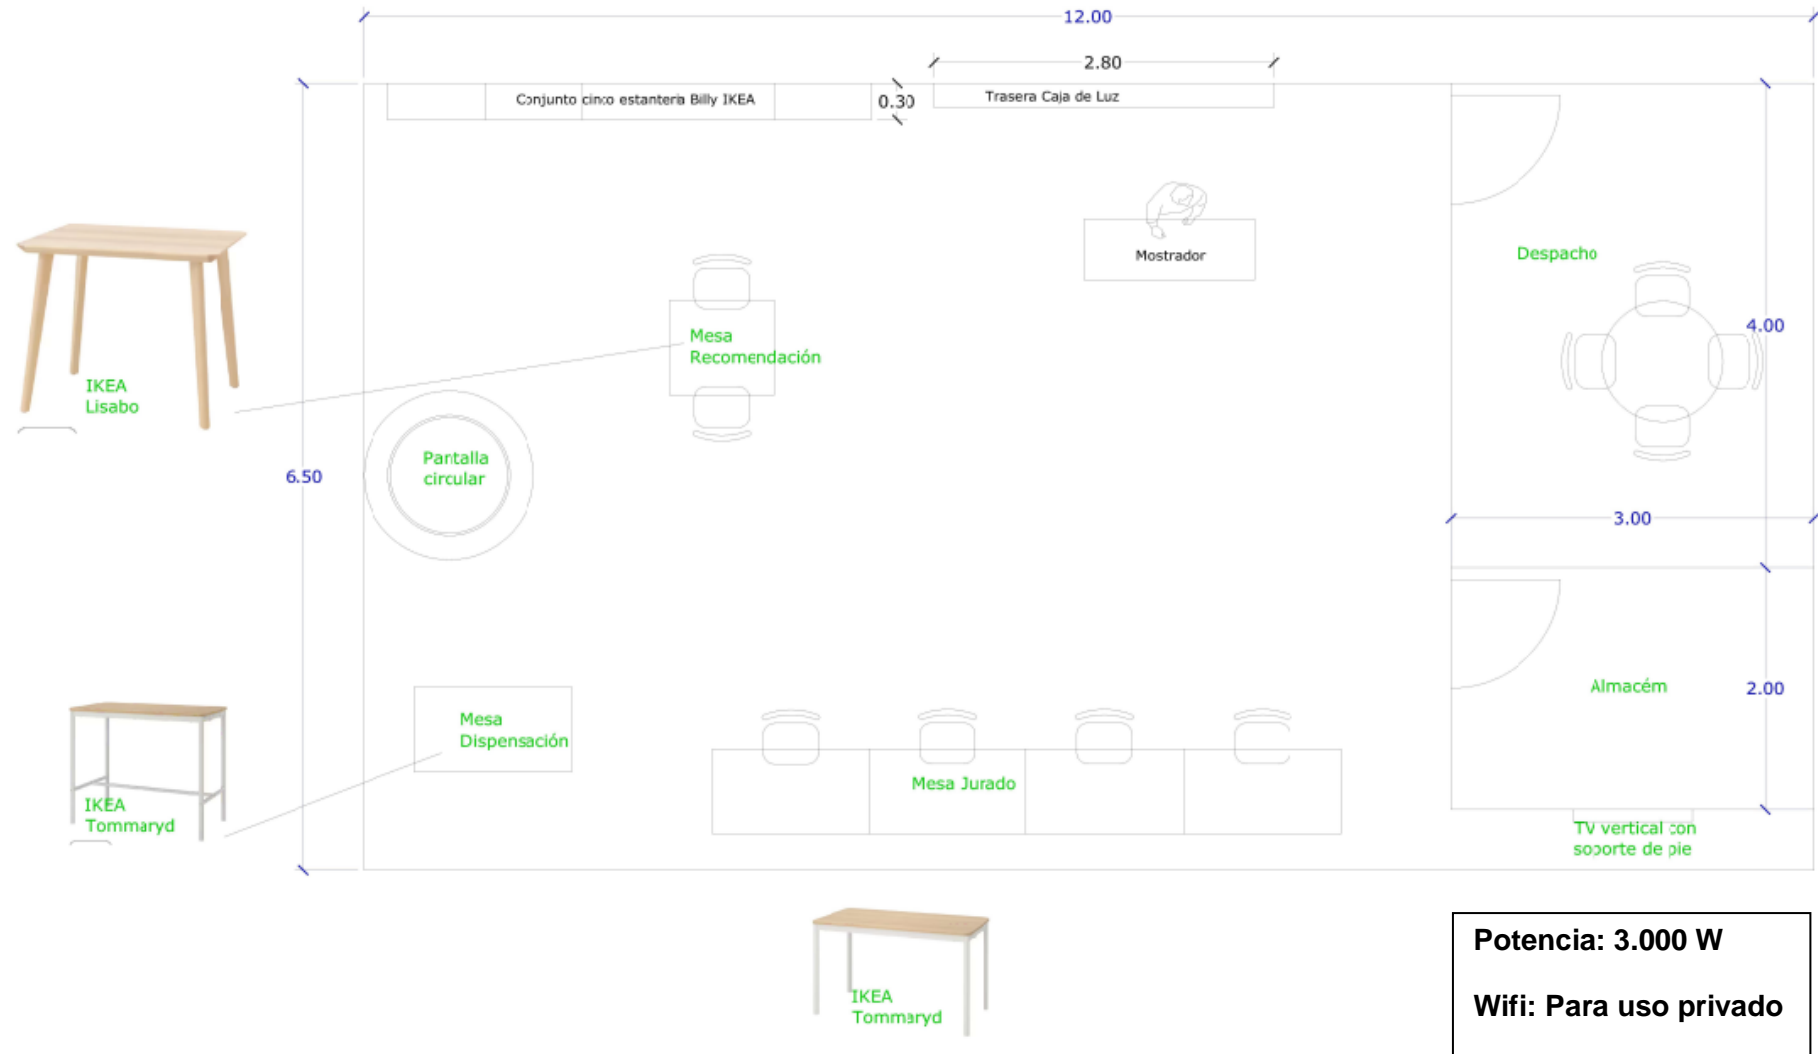 12.00
2.80
Conjunto cinco estanteria Billy IKEA
0.30
Trasera Caja de Luz
Mostrador
Despacho
Mesa
Recomendación
4.00
IKEA
Lisabo
Pantalla
circular
6.50
3.00
Almacém
2.00
Mesa
Dispensación
Mesa Jurado
IKEA
Tommaryd
TV vertical con
soporte de pie
IKEA
Tommaryd
Potencia: 3.000 W
Wifi: Para uso privado